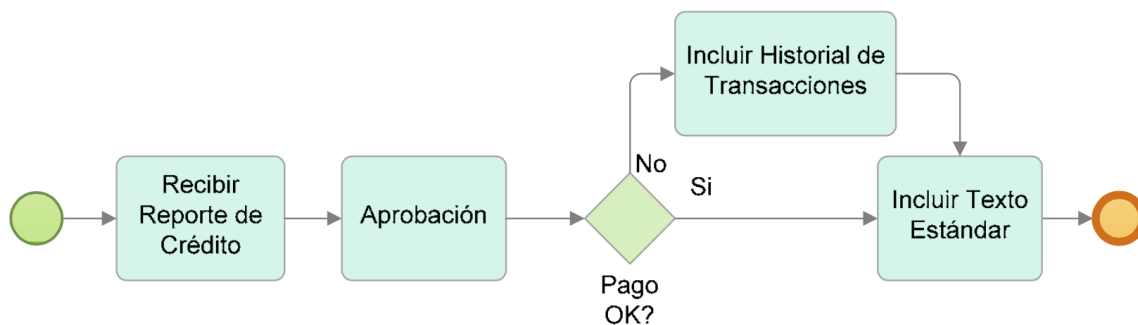 Recibir
Reporte de
Crédito
Aprobación
Pago
OK?
No
Si
Incluir Historial de
Transacciones
Incluir Texto
Estándar